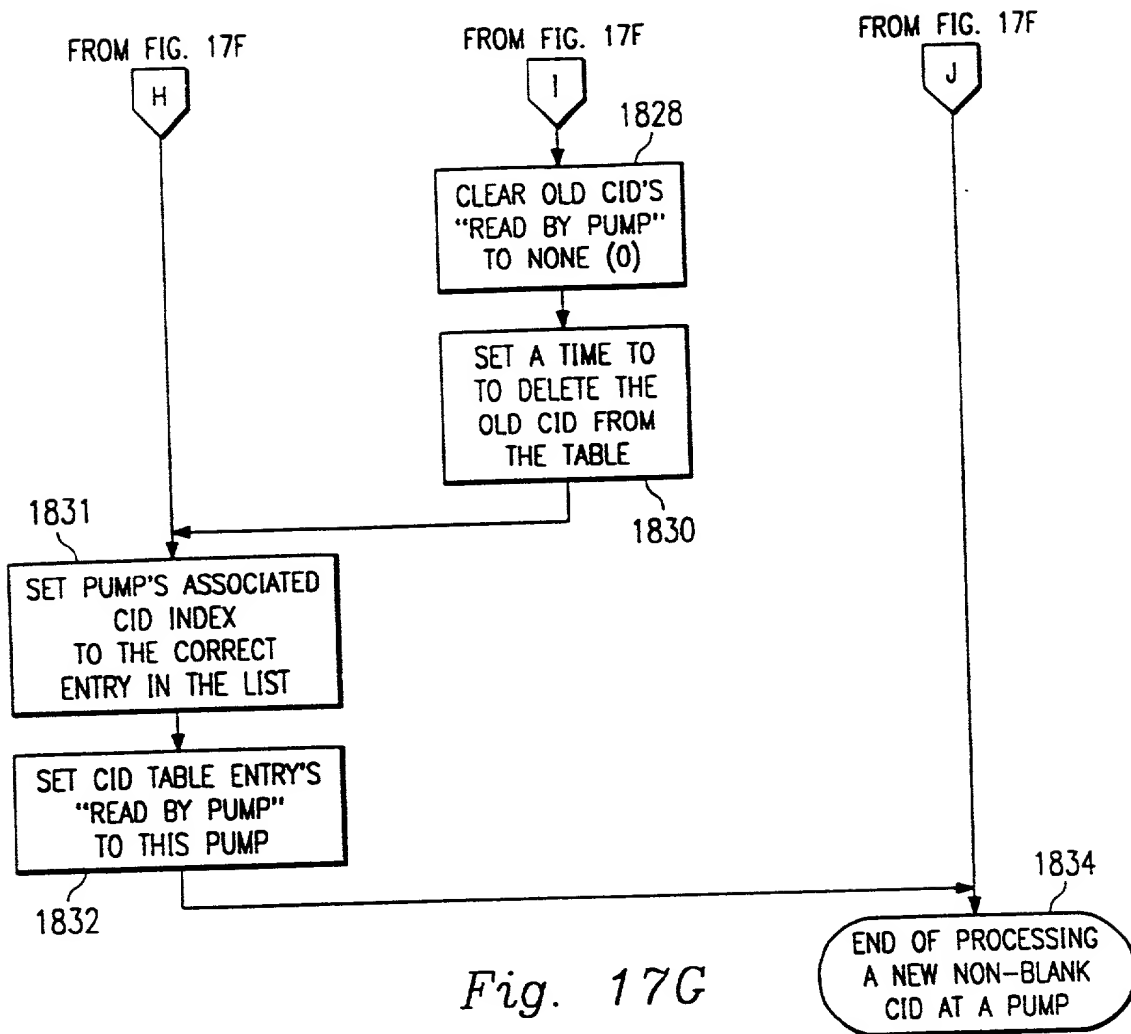 FROM FIG. 17F
H
FROM FIG. 17F
I
FROM FIG. 17F
J
1828
CLEAR OLD CID'S
"READ BY PUMP"
TO NONE (0)
SET A TIME TO
TO DELETE THE
OLD CID FROM
THE TABLE
1830
1831
SET PUMP'S ASSOCIATED
CID INDEX
TO THE CORRECT
ENTRY IN THE LIST
SET CID TABLE ENTRY'S
"READ BY PUMP"
TO THIS PUMP
1832
1834
END OF PROCESSING
A NEW NON-BLANK
CID AT A PUMP
Fig. 17G